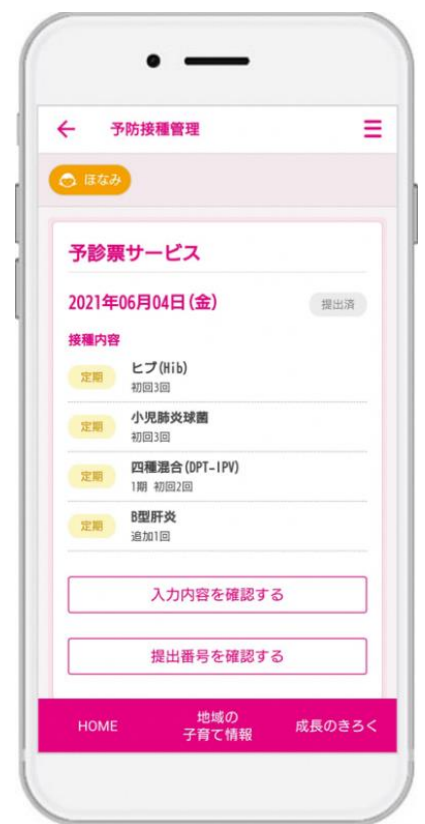 予防接種管理
ほなみ
予診票サービス
2021年06月04日(金)
提出済
接種内容
定期
ヒブ(Hib)
初回3回
定期
小児肺炎球菌
初回3回
定期
四種混合(DPT-IPV)
1期 初回2回
定期
B型肝炎
追加1回
入力内容を確認する
提出番号を確認する
HOME
地域の
子育て情報
成長のきろく